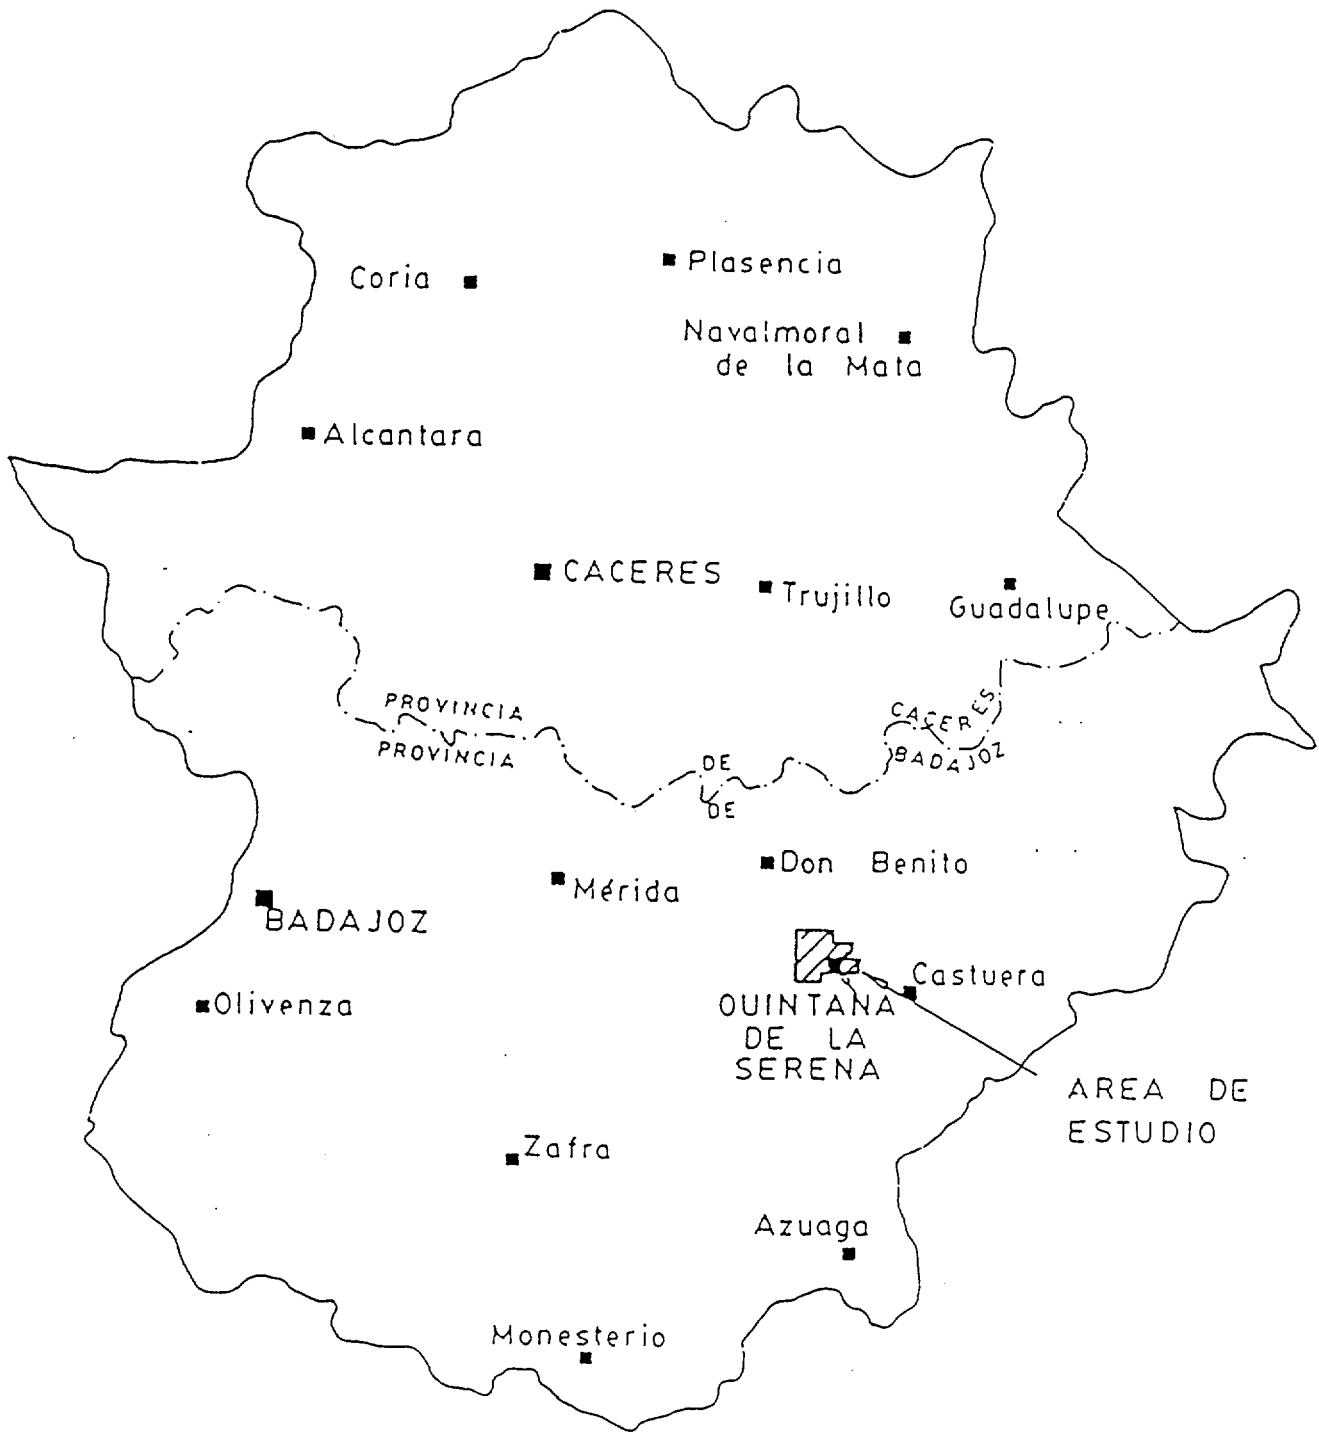 Plasencia
Coria
Navalmoral
de la Mata
Alcantara
CACERES
Trujillo
Guadalupe
PROVINCIA DE CACERES
PROVINCIA DE BADAJOZ
Don Benito
Mérida
BADAJOZ
Castuera
Olivenza
QUINTANA
DE LA
SERENA
AREA DE
ESTUDIO
Zafra
Azuaga
Monesterio